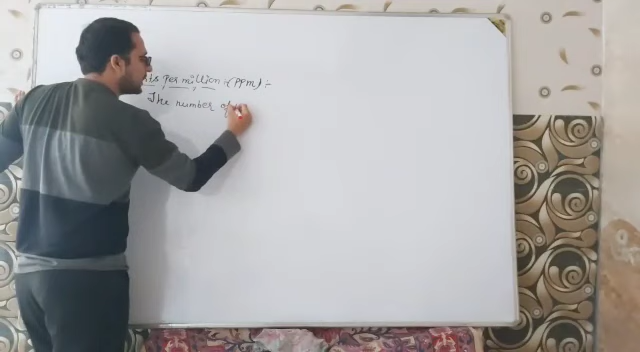 ts per million :- (PPm) :-
The number of